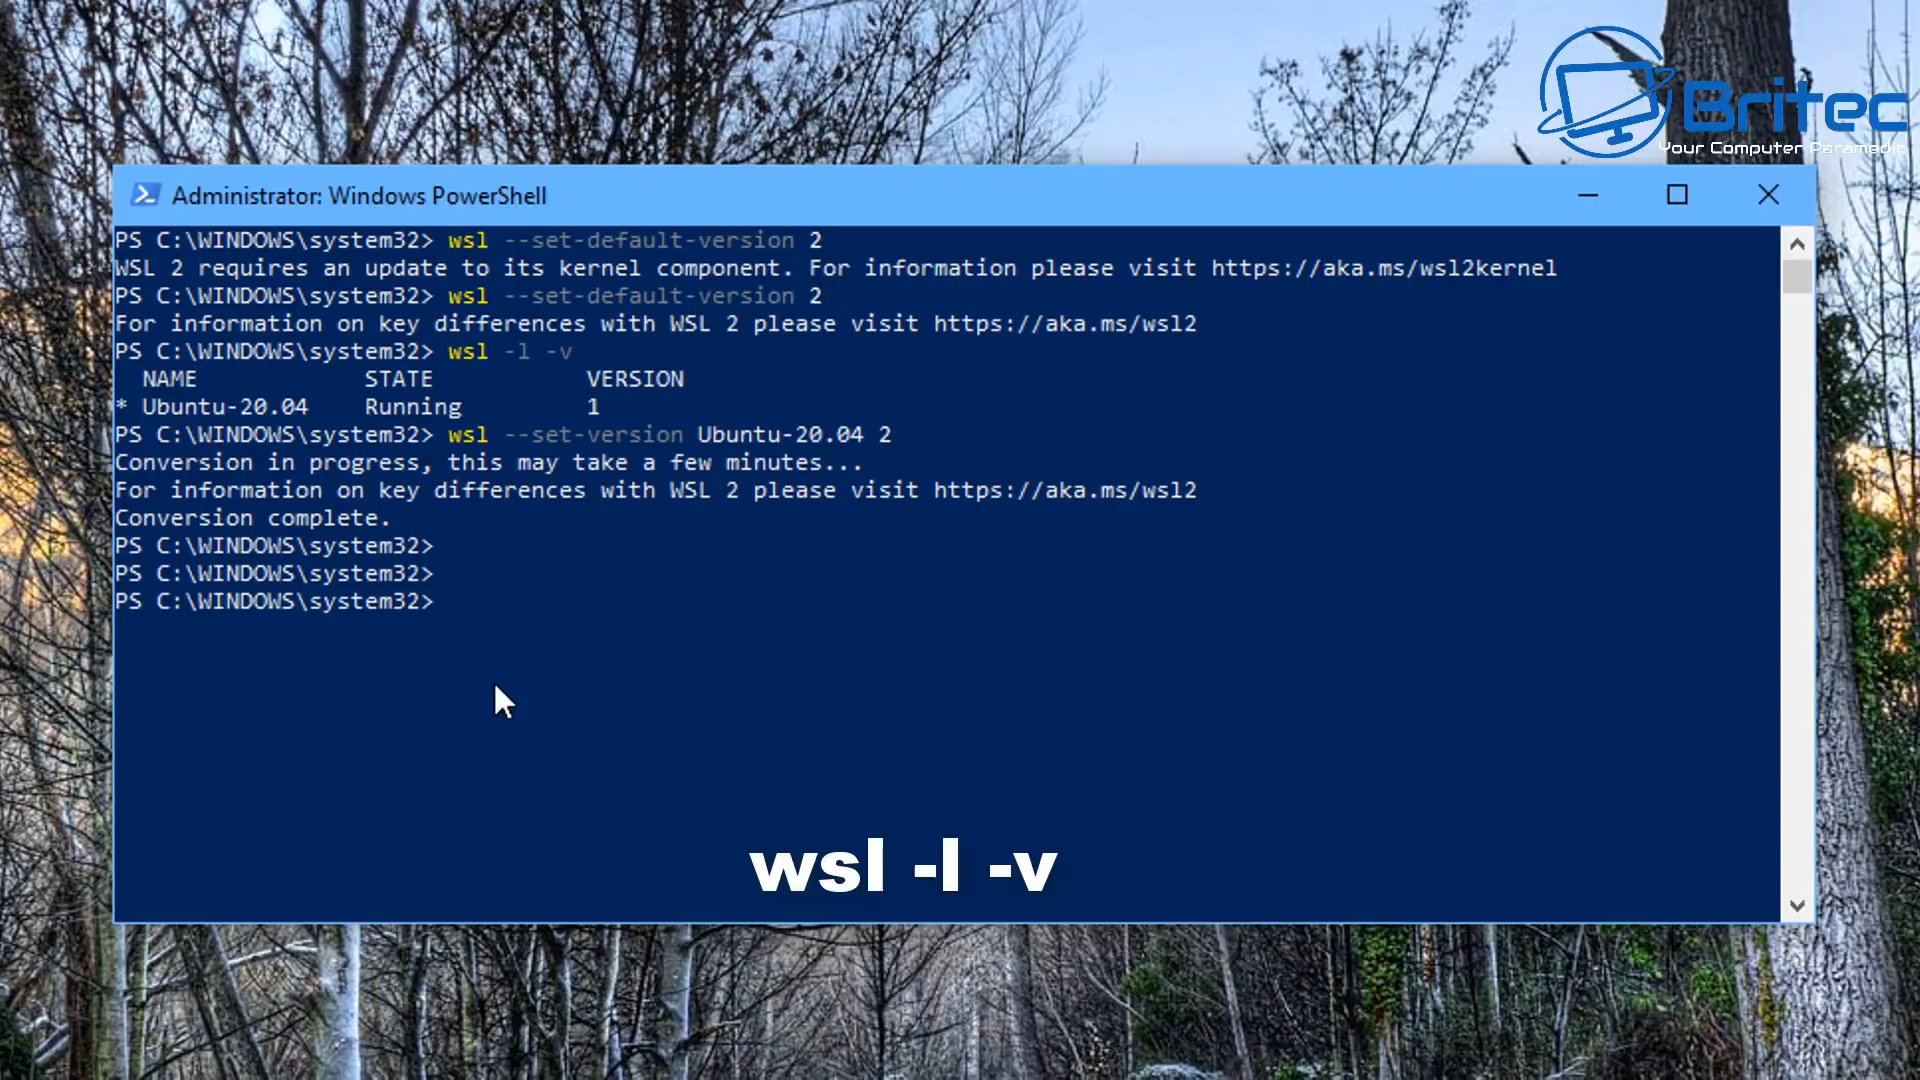 Britec
Your Computer Paramedic
Administrator: Windows PowerShell
PS C:\WINDOWS\system32> wsl --set-default-version 2
WSL 2 requires an update to its kernel component. For information please visit https://aka.ms/wsl2kernel
PS C:\WINDOWS\system32> wsl --set-default-version 2
For information on key differences with WSL 2 please visit https://aka.ms/wsl2
PS C:\WINDOWS\system32> wsl -l -v
  NAME            STATE           VERSION
* Ubuntu-20.04    Running         1
PS C:\WINDOWS\system32> wsl --set-version Ubuntu-20.04 2
Conversion in progress, this may take a few minutes...
For information on key differences with WSL 2 please visit https://aka.ms/wsl2
Conversion complete.
PS C:\WINDOWS\system32>
PS C:\WINDOWS\system32>
PS C:\WINDOWS\system32>
wsl -l -v